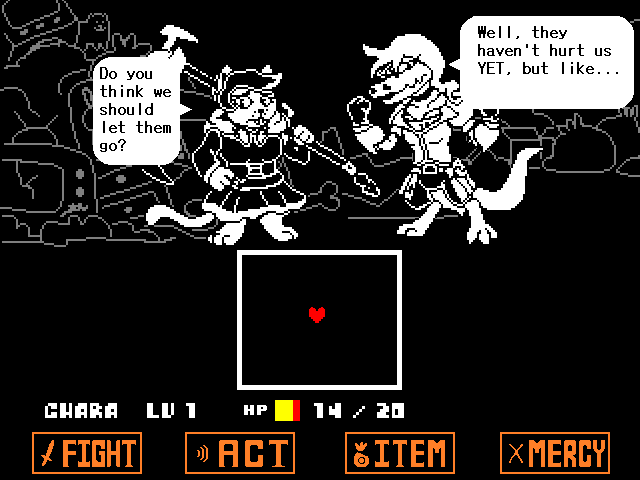 Do you
think we
should
let them
go?
Well, they
haven't hurt us
YET, but like...
CHARA LV 1 HP 14 / 20
FIGHT ACT ITEM MERCY